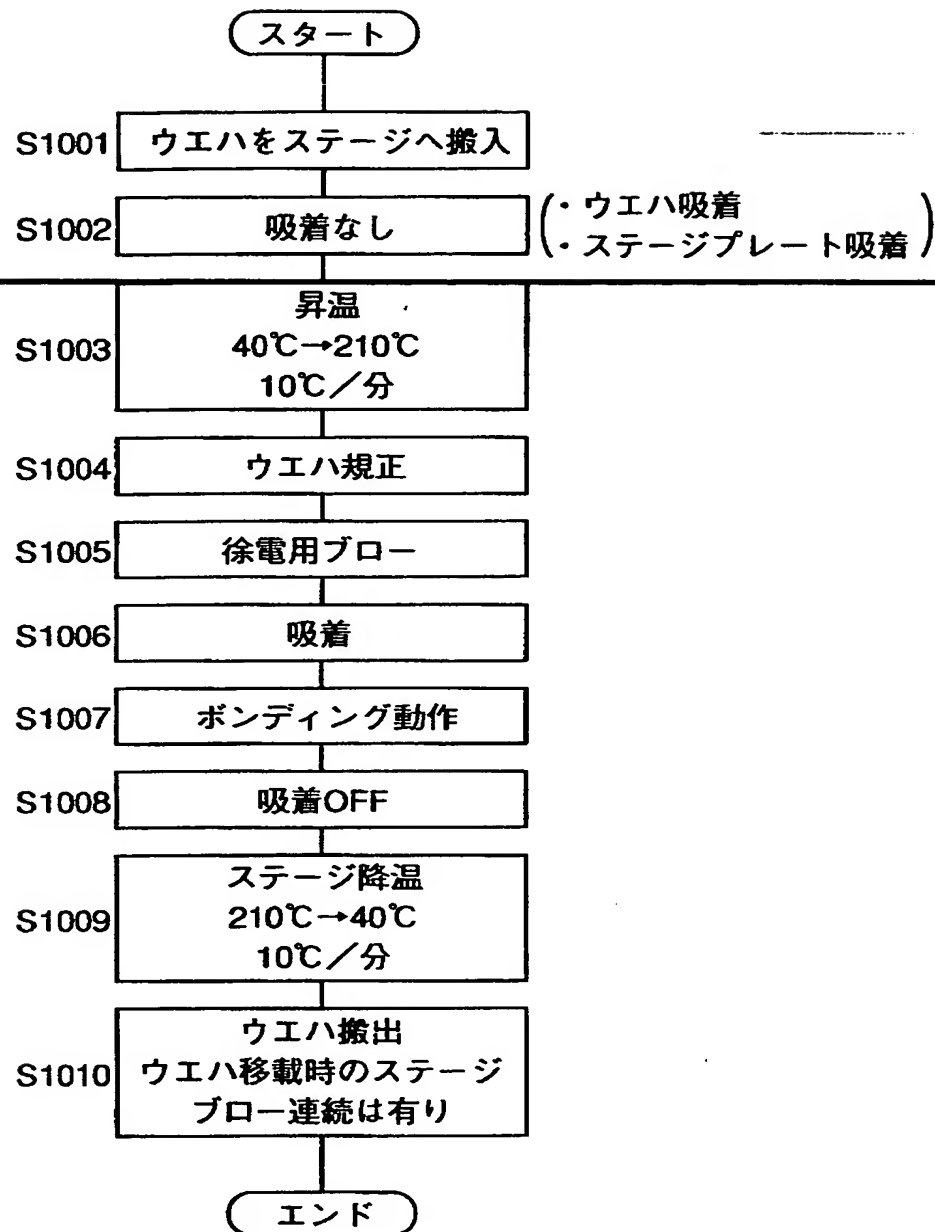 スタート
S1001 ウエハをステージへ搬入
S1002 吸着なし (・ウエハ吸着
・ステージプレート吸着)
S1003 昇温
40℃→210℃
10℃/分
S1004 ウエハ規正
S1005 徐電用ブロー
S1006 吸着
S1007 ボンディング動作
S1008 吸着OFF
S1009 ステージ降温
210℃→40℃
10℃/分
S1010 ウエハ搬出
ウエハ移載時のステージ
ブロー連続は有り
エンド